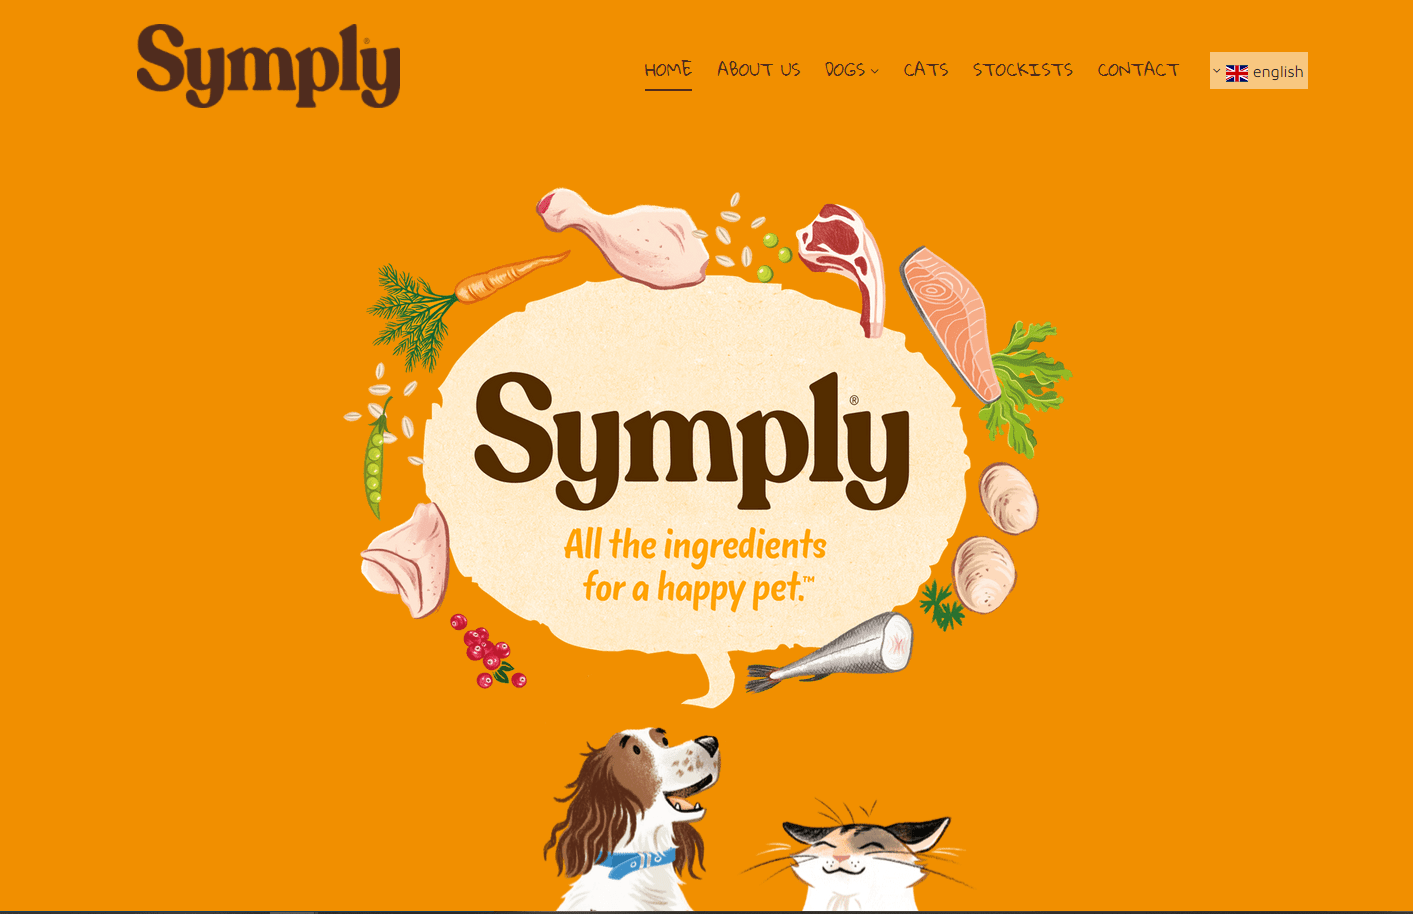 Symply®
HOME ABOUT US DOGS CATS STOCKISTS CONTACT english
Symply®
All the ingredients
for a happy pet.™